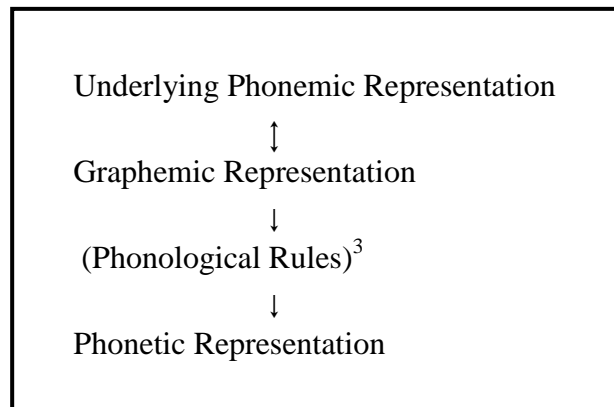 Underlying Phonemic Representation
↕
Graphemic Representation
↓
(Phonological Rules)³
↓
Phonetic Representation